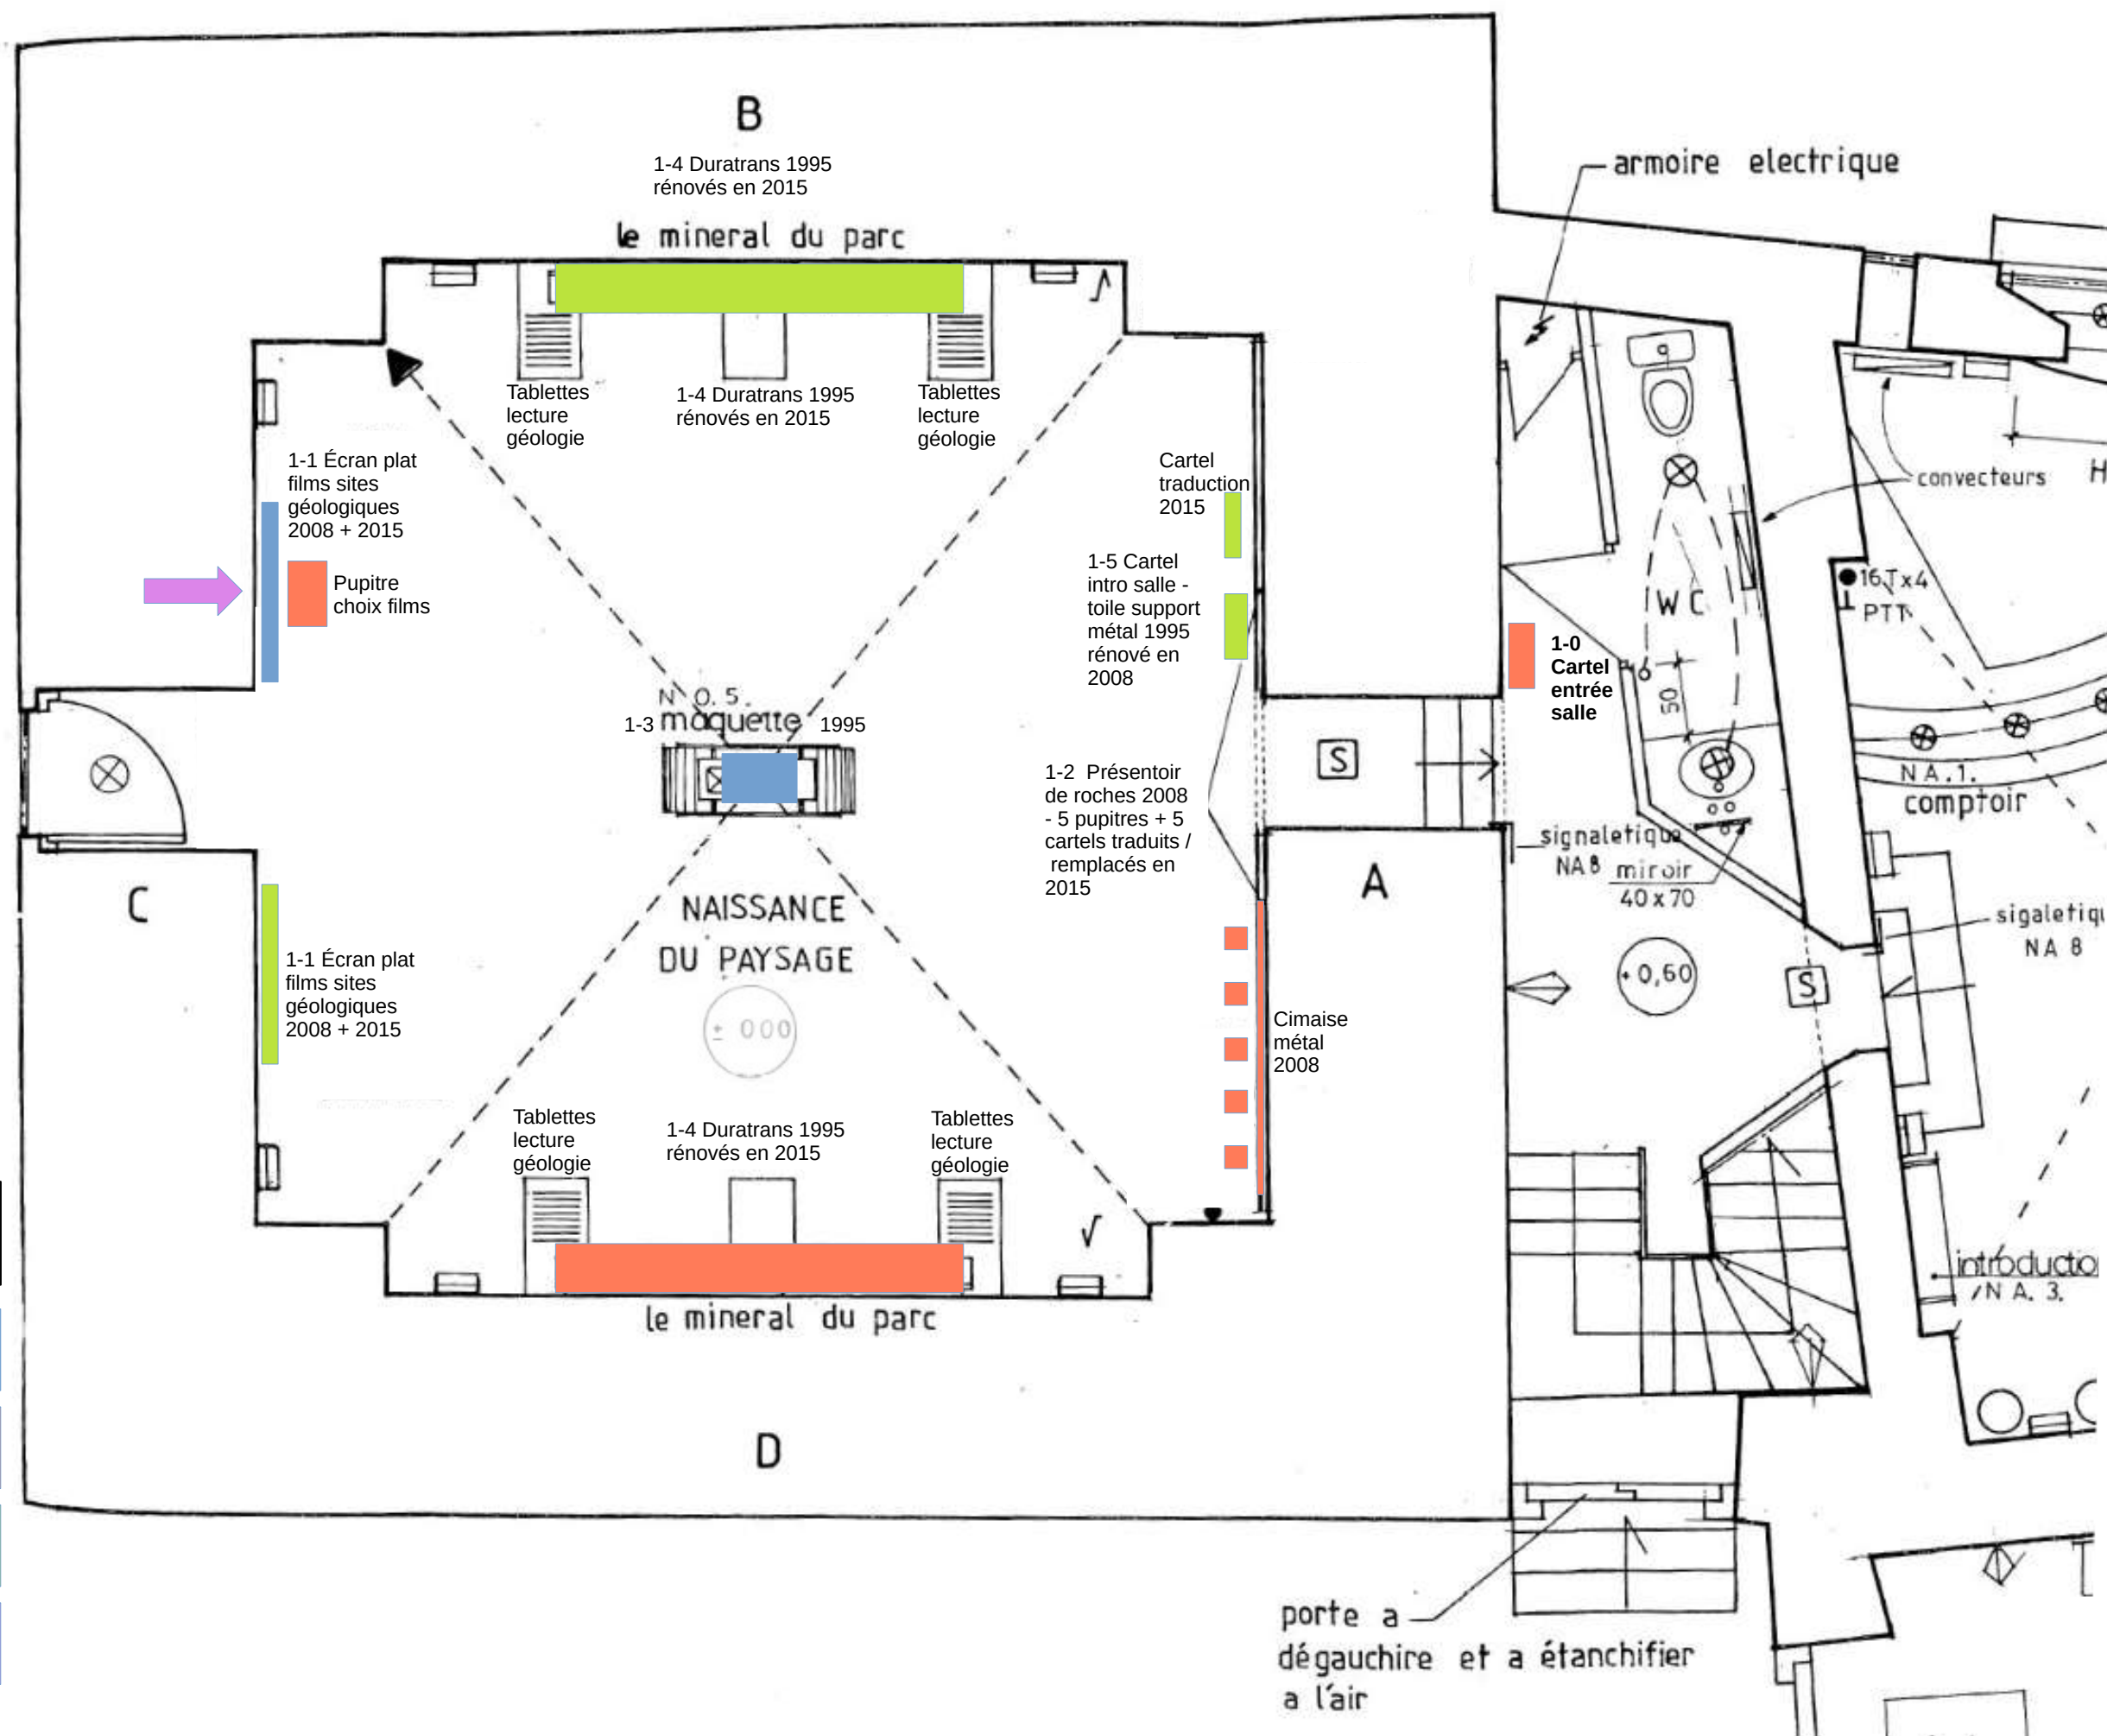 B
1-4 Duratrans 1995
rénovés en 2015
le mineral du parc
armoire electrique
Tablettes
lecture
géologie
1-4 Duratrans 1995
rénovés en 2015
Tablettes
lecture
géologie
1-1 Écran plat
films sites
géologiques
2008 + 2015
Pupitre
choix films
Cartel
traduction
2015
1-5 Cartel
intro salle -
toile support
métal 1995
rénové en
2008
convecteurs
H
16Tx4
PTT
WC
50
1-0
Cartel
entrée
salle
N O. 5.
1-3 maquette 1995
S
N A . 1.
comptoir
1-2 Présentoir
de roches 2008
- 5 pupitres + 5
cartels traduits /
remplacés en
2015
signaletique
NA 8
miroir
40 x 70
A
C
NAISSANCE
DU PAYSAGE
± 000
sigaletiqu
NA 8
+ 0,60
S
1-1 Écran plat
films sites
géologiques
2008 + 2015
Cimaise
métal
2008
Tablettes
lecture
géologie
1-4 Duratrans 1995
rénovés en 2015
Tablettes
lecture
géologie
le mineral du parc
introductio
N A. 3.
D
porte a
dégauchire et a étanchifier
a l'air